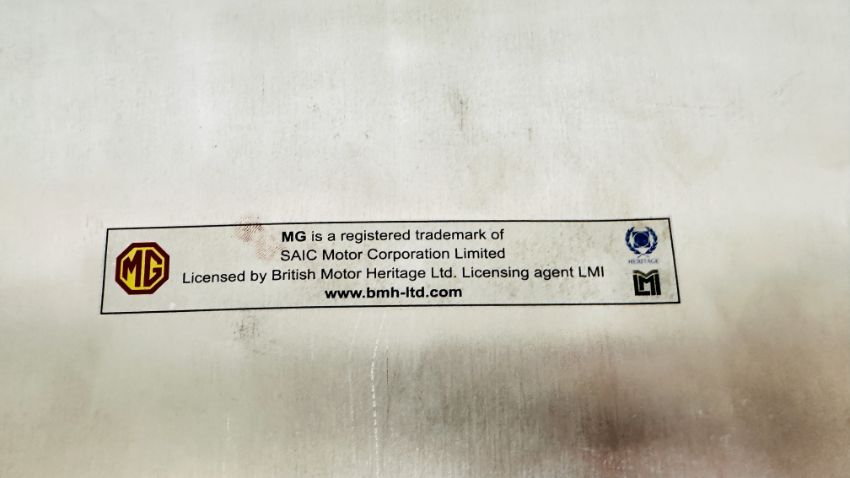 MG
MG is a registered trademark of
SAIC Motor Corporation Limited
Licensed by British Motor Heritage Ltd. Licensing agent LMI
www.bmh-ltd.com
HERITAGE
LMI